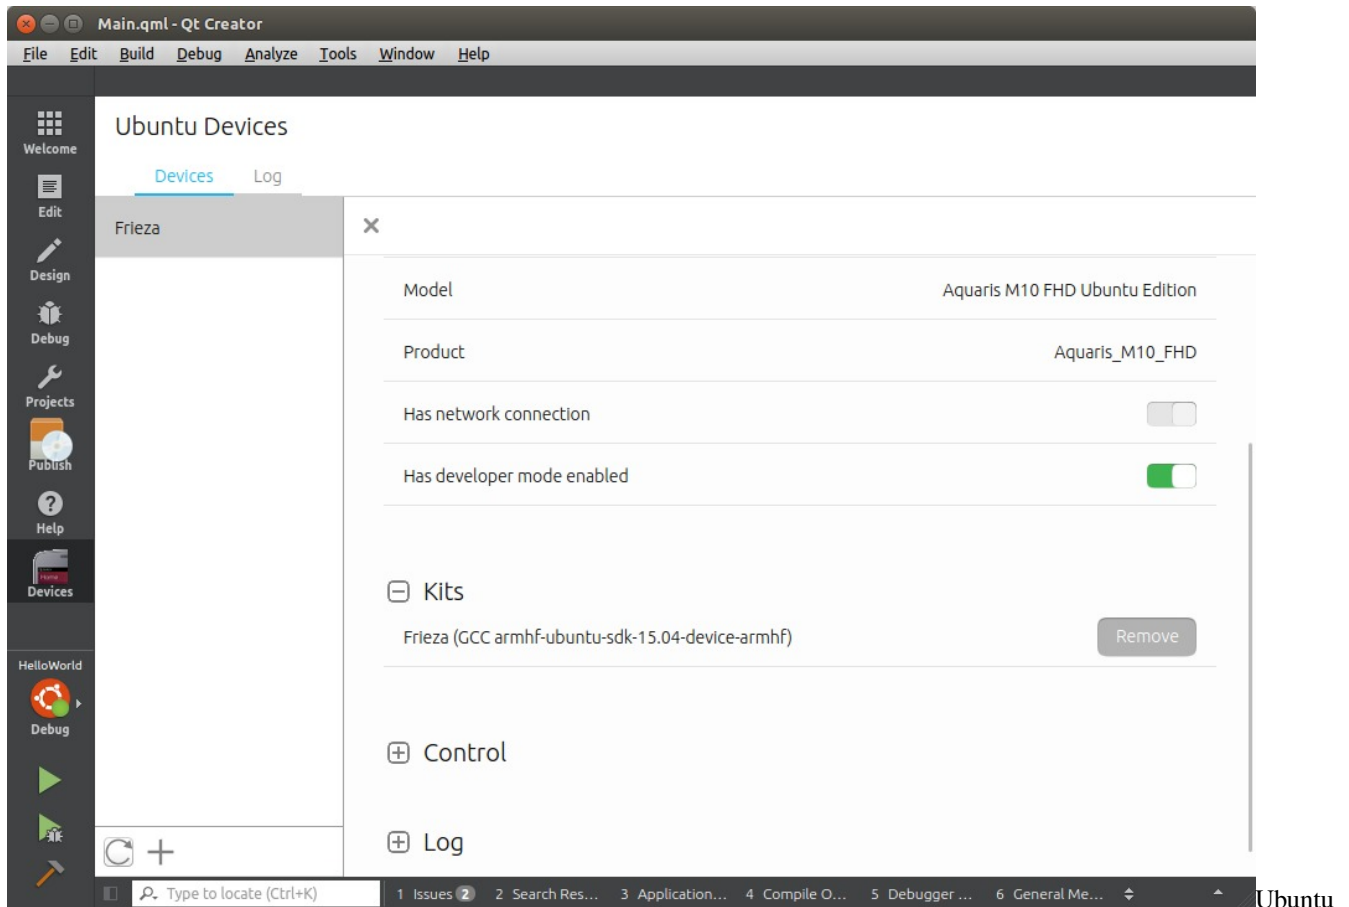 Main.qml - Qt Creator
File Edit Build Debug Analyze Tools Window Help
Welcome
Edit
Design
Debug
Projects
Publish
Help
Devices
HelloWorld
Debug
Ubuntu Devices
Devices Log
Frieza
Model Aquaris M10 FHD Ubuntu Edition
Product Aquaris_M10_FHD
Has network connection
Has developer mode enabled
Kits
Frieza (GCC armhf-ubuntu-sdk-15.04-device-armhf) Remove
Control
Log
Type to locate (Ctrl+K) 1 Issues 2 2 Search Res... 3 Application... 4 Compile O... 5 Debugger ... 6 General Me...
Ubuntu